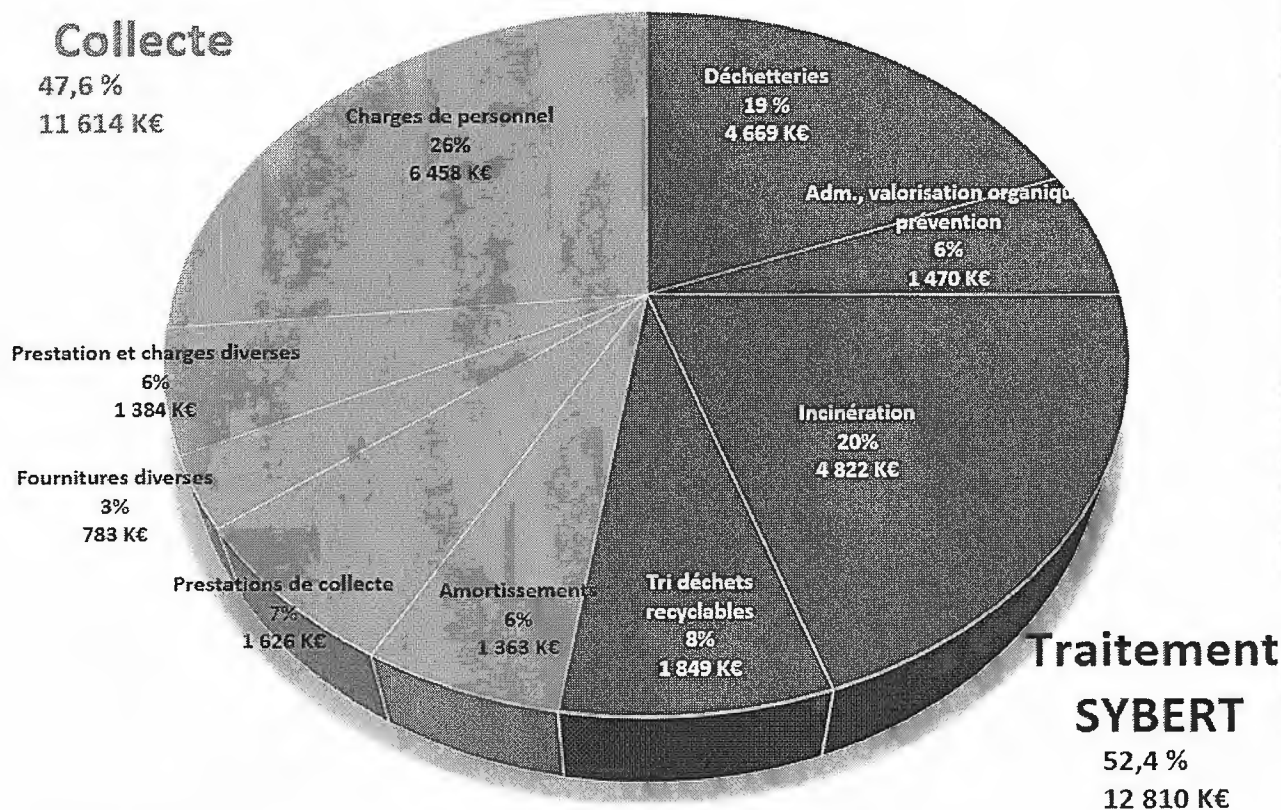 Collecte
47,6 %
11 614 K€
Charges de personnel
26%
6 458 K€
Déchetteries
19 %
4 669 K€
Adm., valorisation organiqu
prévention
6%
1 470 K€
Prestation et charges diverses
6%
1 384 K€
Incinération
20%
4 822 K€
Fournitures diverses
3%
783 K€
Prestations de collecte
7%
1 626 K€
Amortissements
6%
1 363 K€
Tri déchets
recyclables
8%
1 849 K€
Traitement
SYBERT
52,4 %
12 810 K€